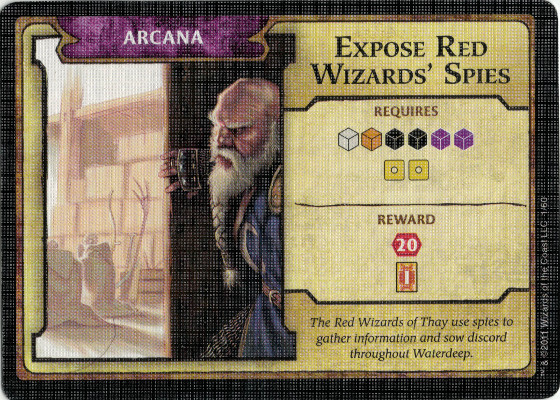 ARCANA
EXPOSE RED
WIZARDS' SPIES
REQUIRES
REWARD
20
The Red Wizards of Thay use spies to
gather information and sow discord
throughout Waterdeep.
™ & ©2011 Wizards of the Coast LLC - 1/60